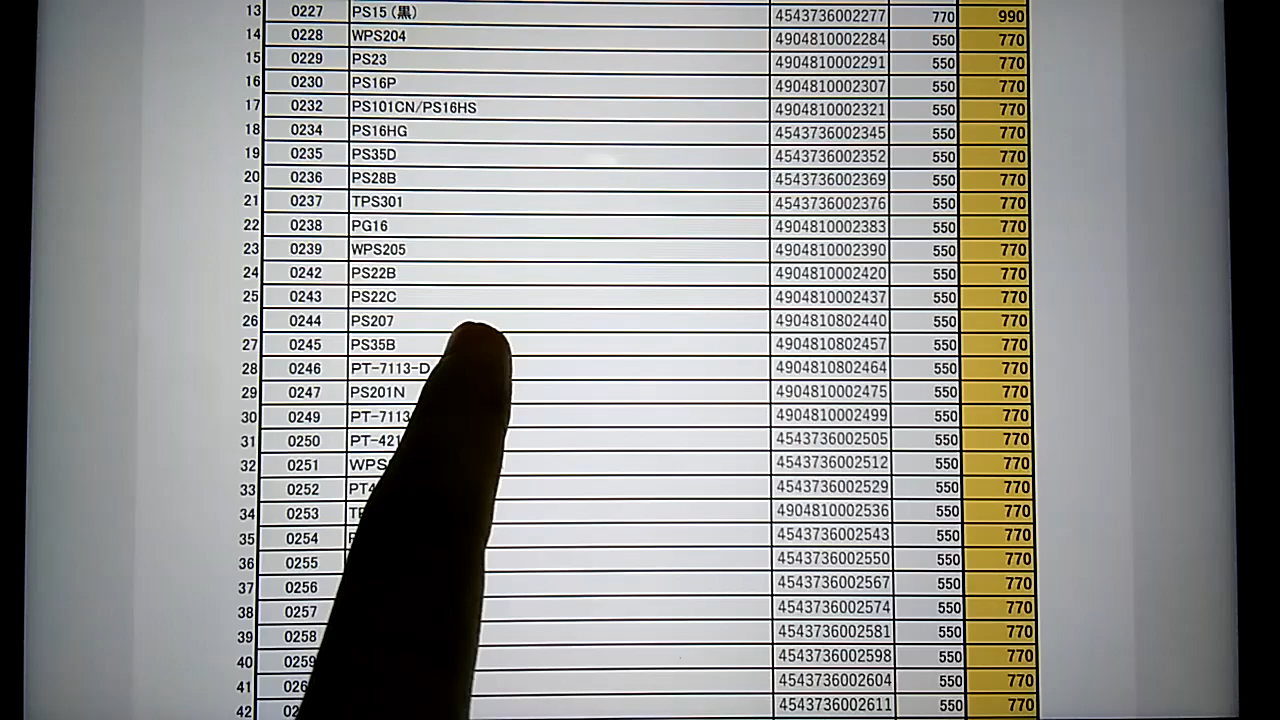 13 0227 PS15 (黒) 4543736002277 770 990
14 0228 WPS204 4904810002284 550 770
15 0229 PS23 4904810002291 550 770
16 0230 PS16P 4904810002307 550 770
17 0232 PS101CN/PS16HS 4904810002321 550 770
18 0234 PS16HG 4543736002345 550 770
19 0235 PS35D 4543736002352 550 770
20 0236 PS28B 4543736002369 550 770
21 0237 TPS301 4543736002376 550 770
22 0238 PG16 4904810002383 550 770
23 0239 WPS205 4904810002390 550 770
24 0242 PS22B 4904810002420 550 770
25 0243 PS22C 4904810002437 550 770
26 0244 PS207 4904810802440 550 770
27 0245 PS35B 4904810802457 550 770
28 0246 PT-7113-D 4904810802464 550 770
29 0247 PS201N 4904810002475 550 770
30 0249 PT-7113 4904810002499 550 770
31 0250 PT-421 4543736002505 550 770
32 0251 WPS 4543736002512 550 770
33 0252 PT4 4543736002529 550 770
34 0253 4904810002536 550 770
35 0254 4543736002543 550 770
36 0255 4543736002550 550 770
37 0256 4543736002567 550 770
38 0257 4543736002574 550 770
39 0258 4543736002581 550 770
40 0259 4543736002598 550 770
41 4543736002604 550 770
42 4543736002611 550 770